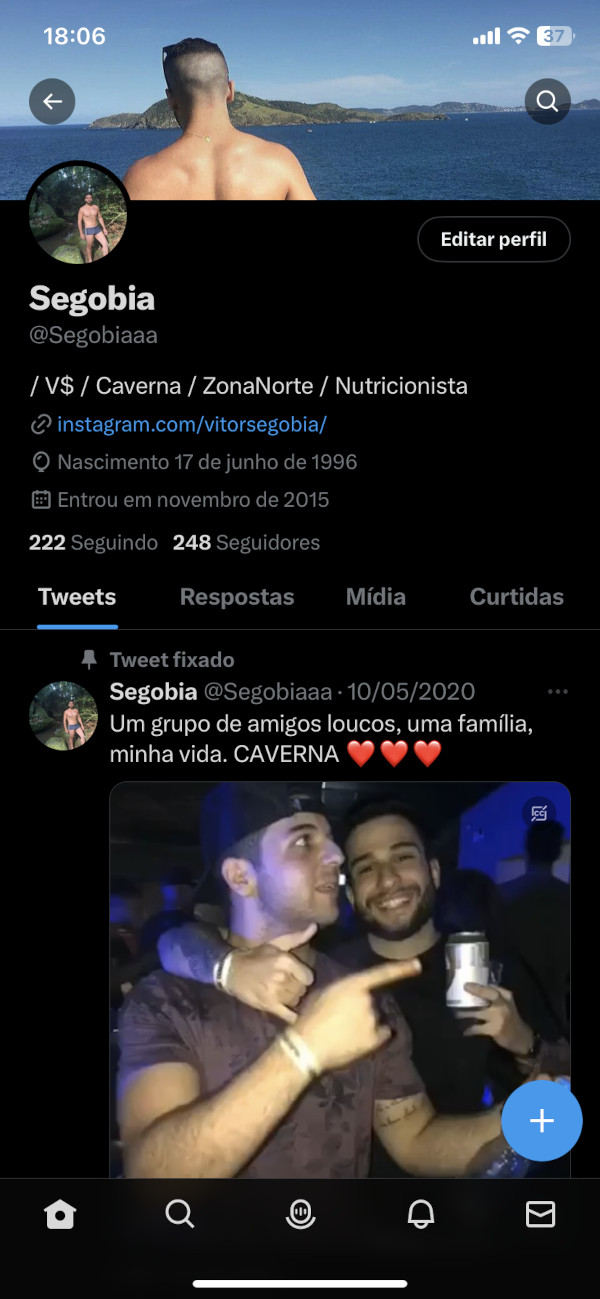 18:06
37
Editar perfil
Segobia
@Segobiaaa
/ V$ / Caverna / ZonaNorte / Nutricionista
instagram.com/vitorsegobia/
Nascimento 17 de junho de 1996
Entrou em novembro de 2015
222 Seguindo 248 Seguidores
Tweets Respostas Mídia Curtidas
Tweet fixado
Segobia @Segobiaaa · 10/05/2020
Um grupo de amigos loucos, uma família,
minha vida. CAVERNA ❤️❤️❤️